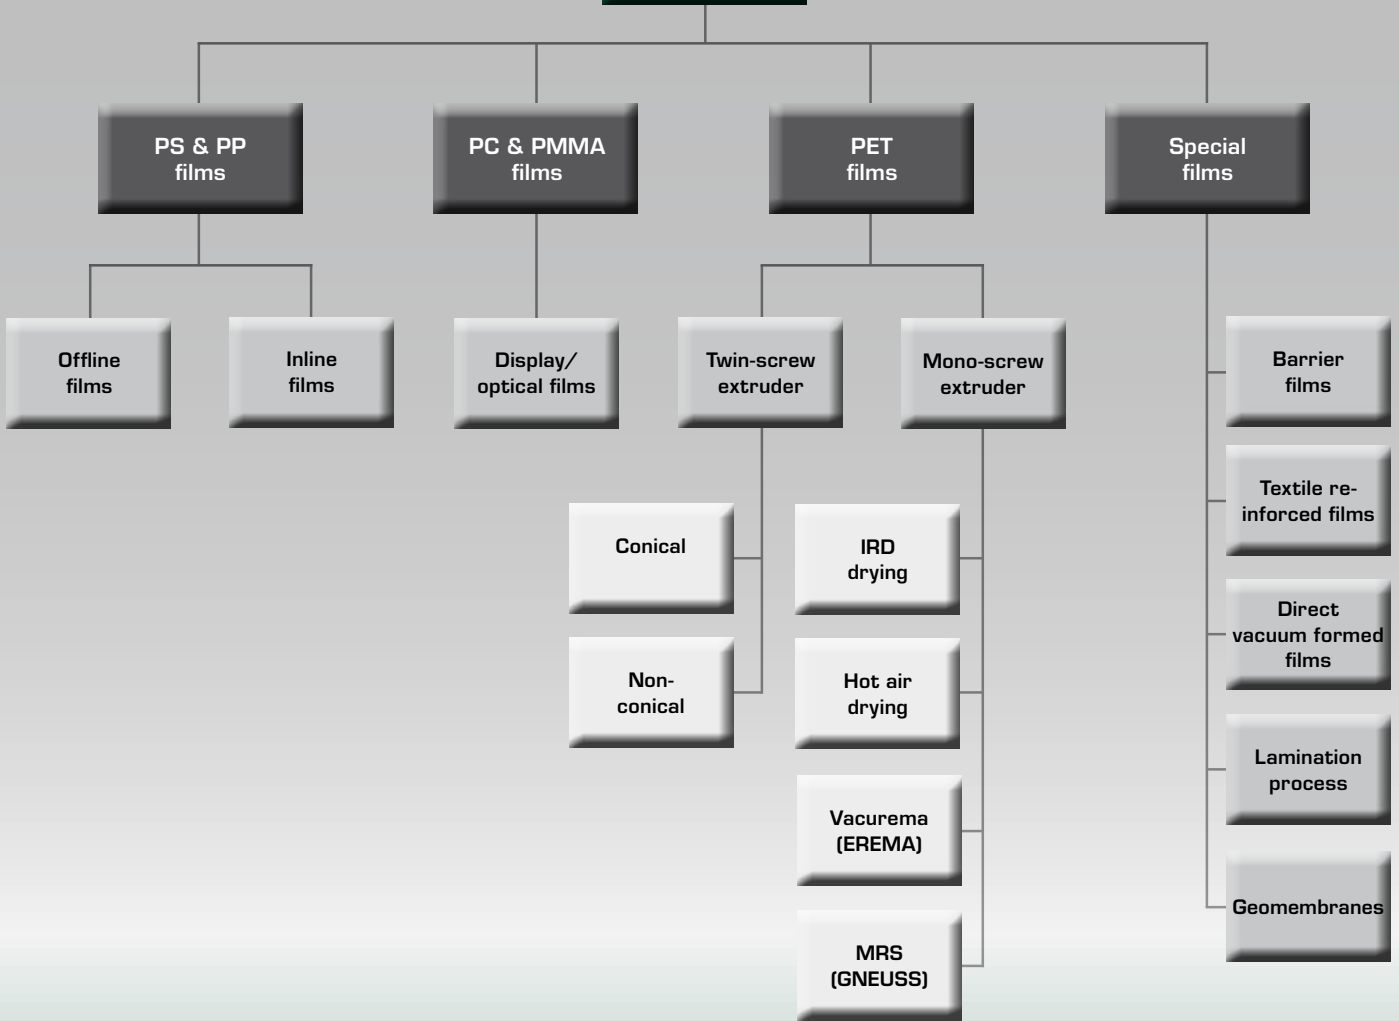 PS & PP
films
PC & PMMA
films
PET
films
Special
films
Offline
films
Inline
films
Display/
optical films
Twin-screw
extruder
Mono-screw
extruder
Barrier
films
Textile re-
inforced films
Conical
IRD
drying
Direct
vacuum formed
films
Non-
conical
Hot air
drying
Lamination
process
Vacurema
(EREMA)
Geomembranes
MRS
(GNEUSS)